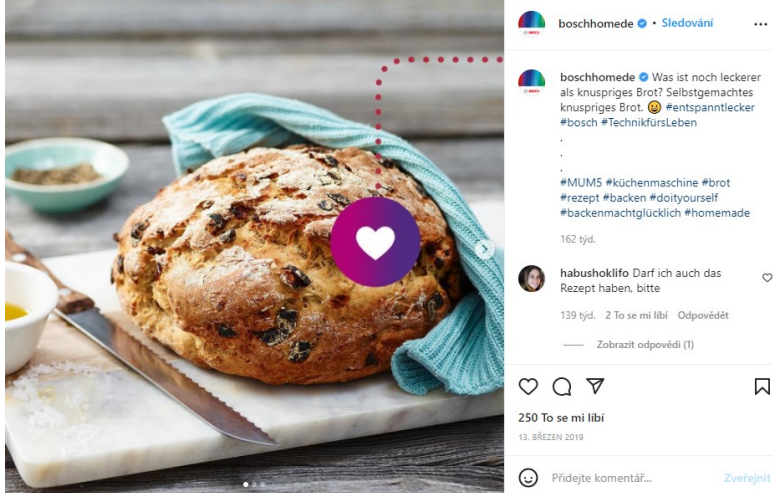 boschhomede • Sledování
boschhomede Was ist noch leckerer
als knuspriges Brot? Selbstgemachtes
knuspriges Brot. 😀 #entspanntlecker
#bosch #TechnikfürsLeben
.
.
.
#MUM5 #küchenmaschine #brot
#rezept #backen #doityourself
#backenmachtglücklich #homemade
162 týd.
habushoklifo Darf ich auch das
Rezept haben, bitte
139 týd. 2 To se mi líbí Odpovědět
Zobrazit odpovědi (1)
250 To se mi líbí
13. BŘEZEN 2019
Přidejte komentář... Zveřejnit